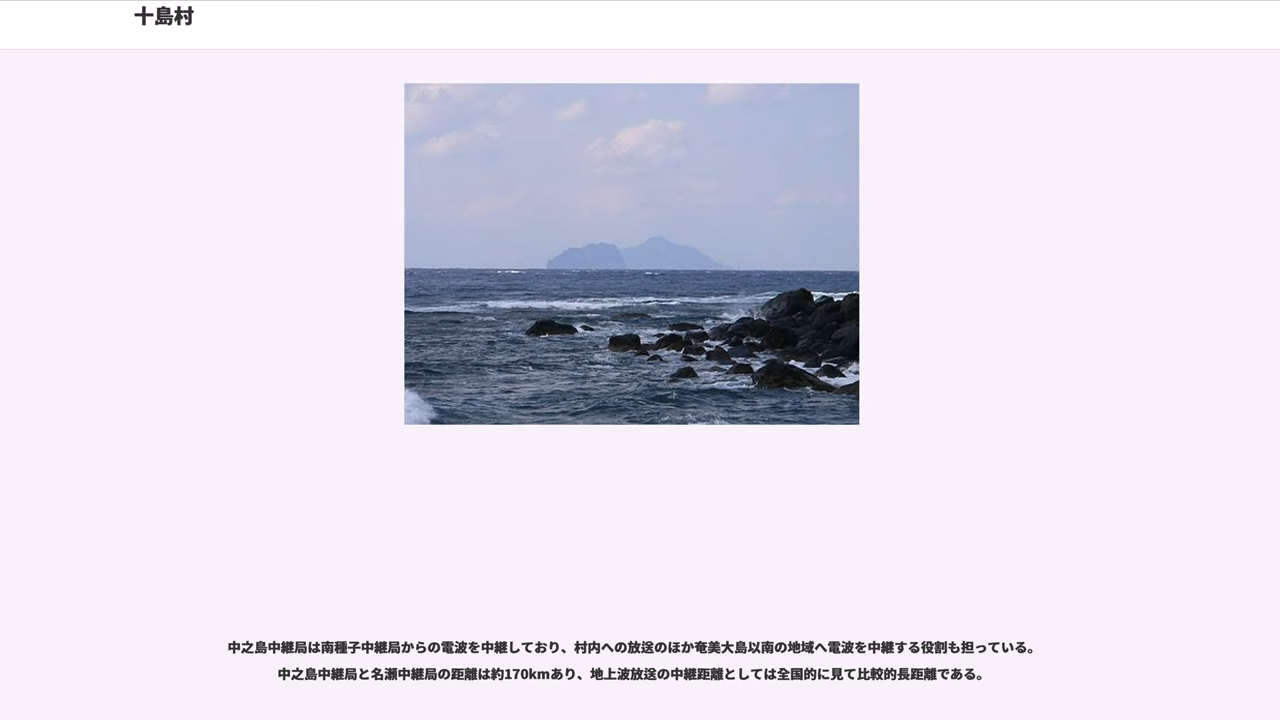 十島村
中之島中継局は南種子中継局からの電波を中継しており、村内への放送のほか奄美大島以南の地域へ電波を中継する役割も担っている。
中之島中継局と名瀬中継局の距離は約170kmあり、地上波放送の中継距離としては全国的に見て比較的長距離である。